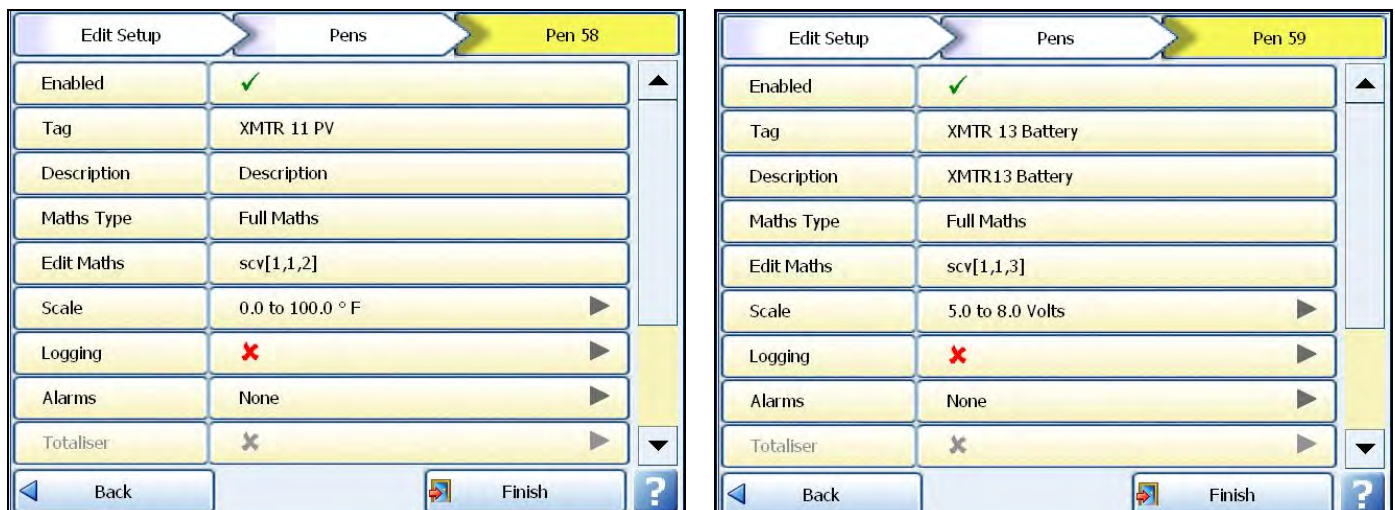 Edit Setup Pens Pen 58
Enabled ✓
Tag XMTR 11 PV
Description Description
Maths Type Full Maths
Edit Maths scv[1,1,2]
Scale 0.0 to 100.0 ° F
Logging ✘
Alarms None
Totaliser ✘
Back Finish ?
Edit Setup Pens Pen 59
Enabled ✓
Tag XMTR 13 Battery
Description XMTR13 Battery
Maths Type Full Maths
Edit Maths scv[1,1,3]
Scale 5.0 to 8.0 Volts
Logging ✘
Alarms None
Totaliser ✘
Back Finish ?